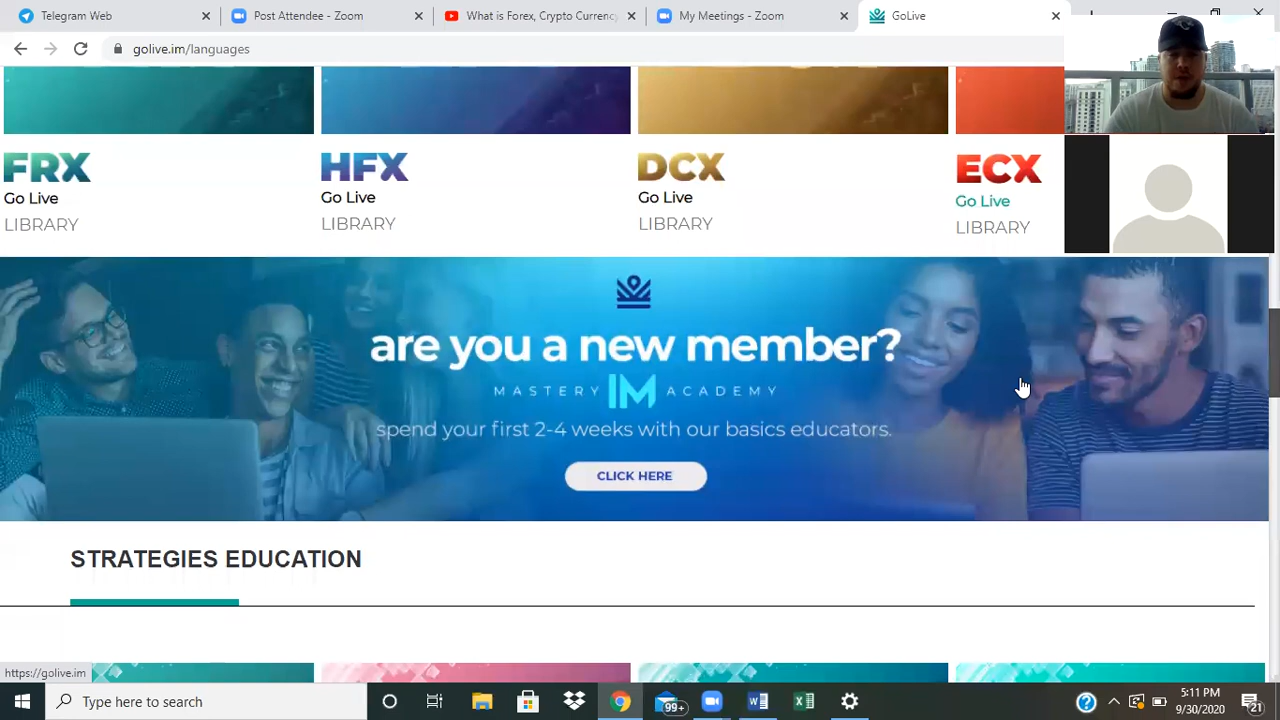 Telegram Web
Post Attendee - Zoom
What is Forex, Crypto Currency
My Meetings - Zoom
GoLive
golive.im/languages
FRX
Go Live
LIBRARY
HFX
Go Live
LIBRARY
DCX
Go Live
LIBRARY
ECX
Go Live
LIBRARY
are you a new member?
MASTERY IM ACADEMY
spend your first 2-4 weeks with our basics educators.
CLICK HERE
STRATEGIES EDUCATION
https://golive.im
Type here to search
99+
5:11 PM
9/30/2020
21